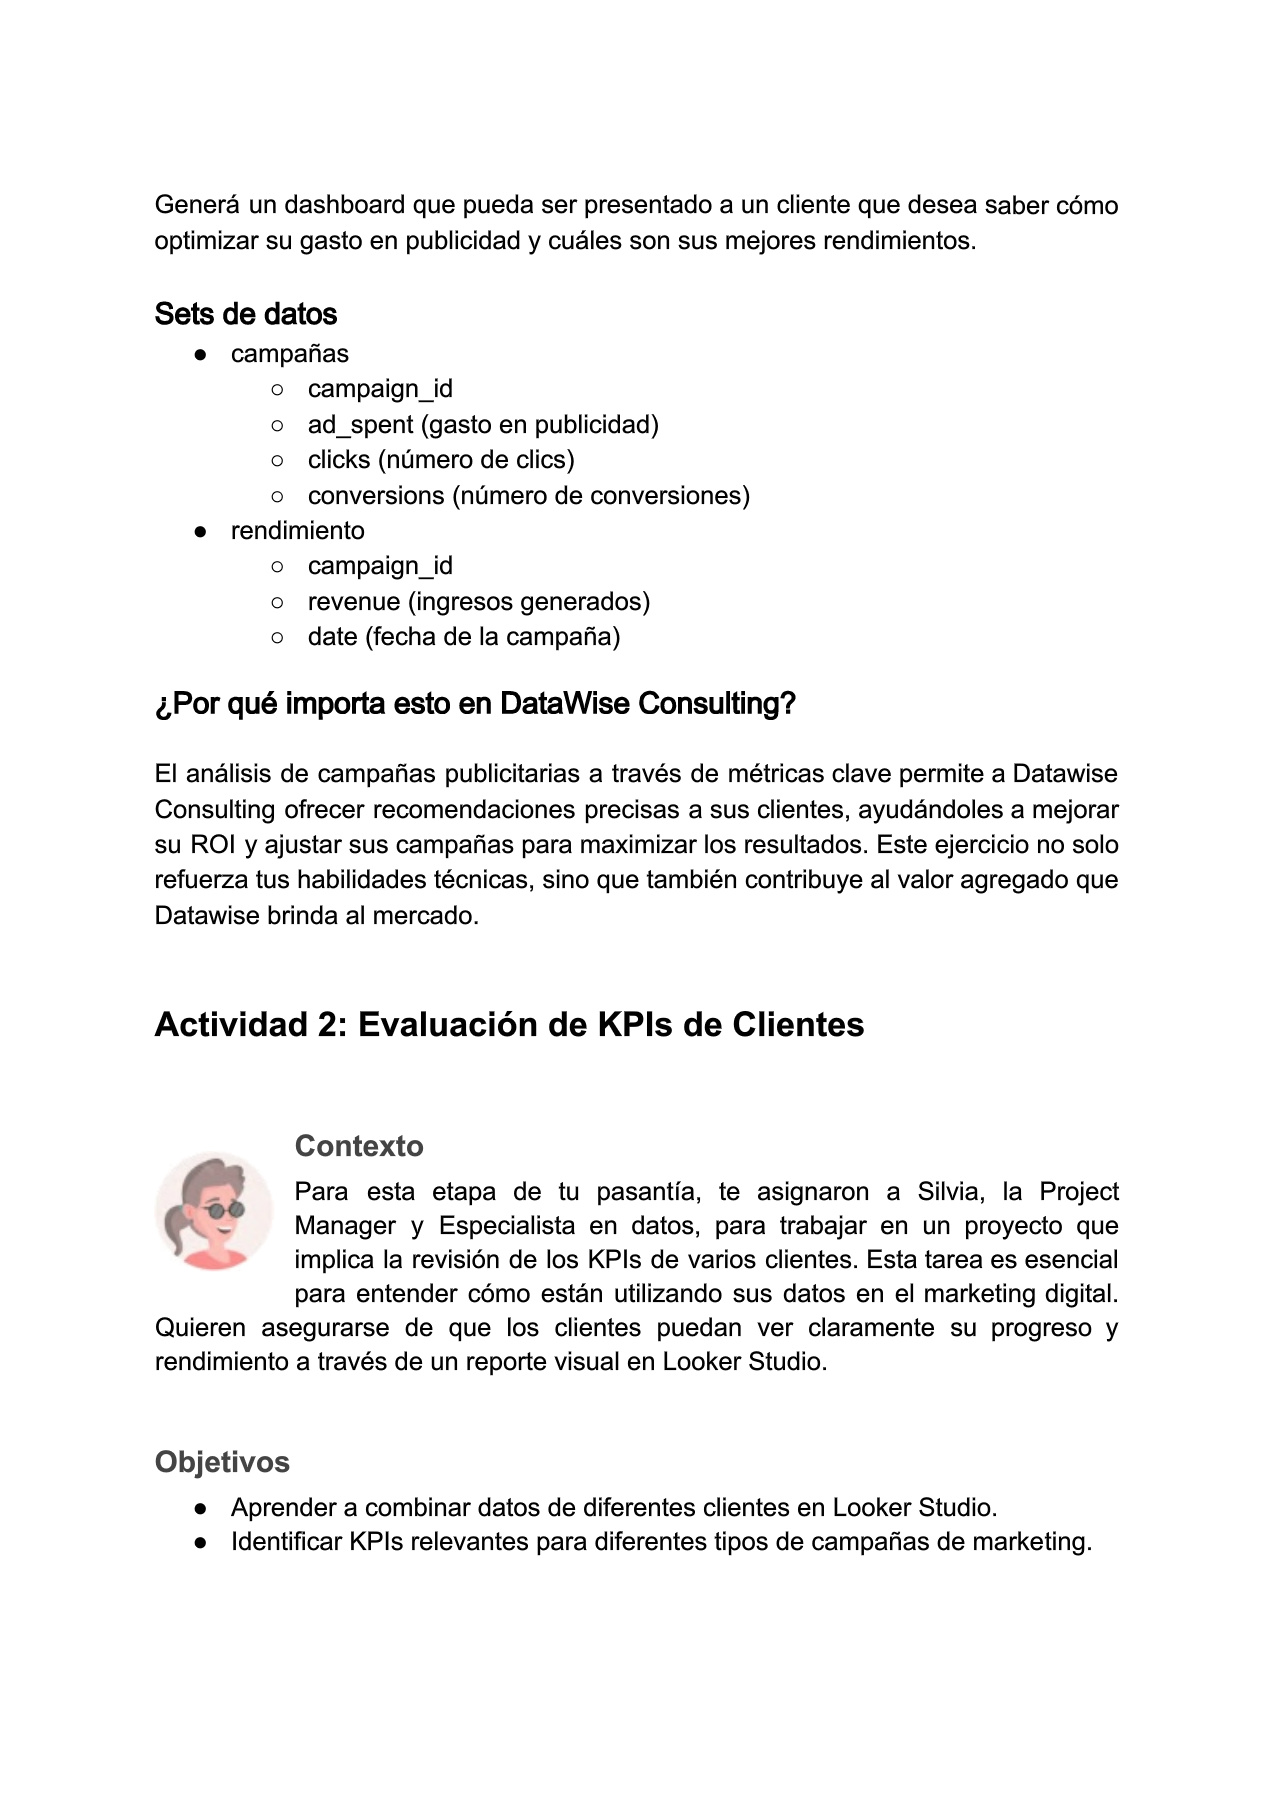 Generá un dashboard que pueda ser presentado a un cliente que desea saber cómo
optimizar su gasto en publicidad y cuáles son sus mejores rendimientos.
Sets de datos
● campañas
○ campaign_id
○ ad_spent (gasto en publicidad)
○ clicks (número de clics)
○ conversions (número de conversiones)
● rendimiento
○ campaign_id
○ revenue (ingresos generados)
○ date (fecha de la campaña)
¿Por qué importa esto en DataWise Consulting?
El análisis de campañas publicitarias a través de métricas clave permite a Datawise
Consulting ofrecer recomendaciones precisas a sus clientes, ayudándoles a mejorar
su ROI y ajustar sus campañas para maximizar los resultados. Este ejercicio no solo
refuerza tus habilidades técnicas, sino que también contribuye al valor agregado que
Datawise brinda al mercado.
Actividad 2: Evaluación de KPIs de Clientes
Contexto
Para esta etapa de tu pasantía, te asignaron a Silvia, la Project
Manager y Especialista en datos, para trabajar en un proyecto que
implica la revisión de los KPIs de varios clientes. Esta tarea es esencial
para entender cómo están utilizando sus datos en el marketing digital.
Quieren asegurarse de que los clientes puedan ver claramente su progreso y
rendimiento a través de un reporte visual en Looker Studio.
Objetivos
● Aprender a combinar datos de diferentes clientes en Looker Studio.
● Identificar KPIs relevantes para diferentes tipos de campañas de marketing.